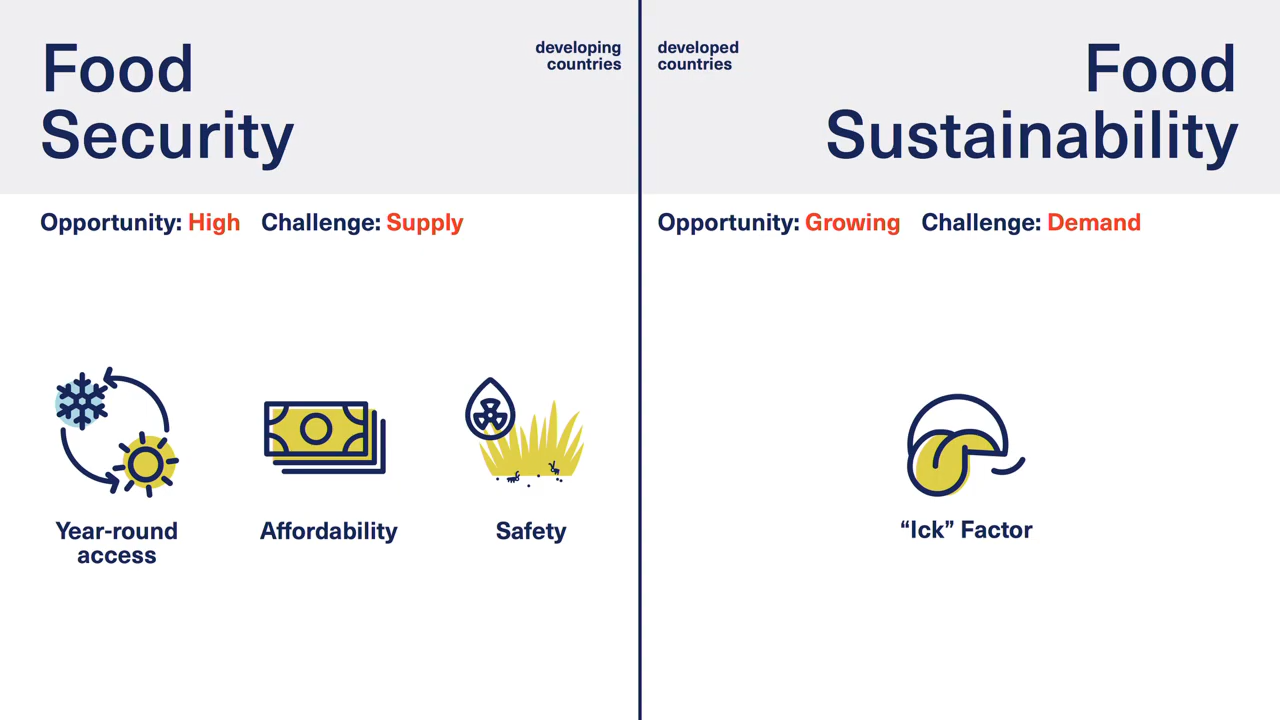 Food
Security
developing
countries
Opportunity: High Challenge: Supply
Year-round
access
Affordability
Safety
developed
countries
Food
Sustainability
Opportunity: Growing Challenge: Demand
“Ick” Factor